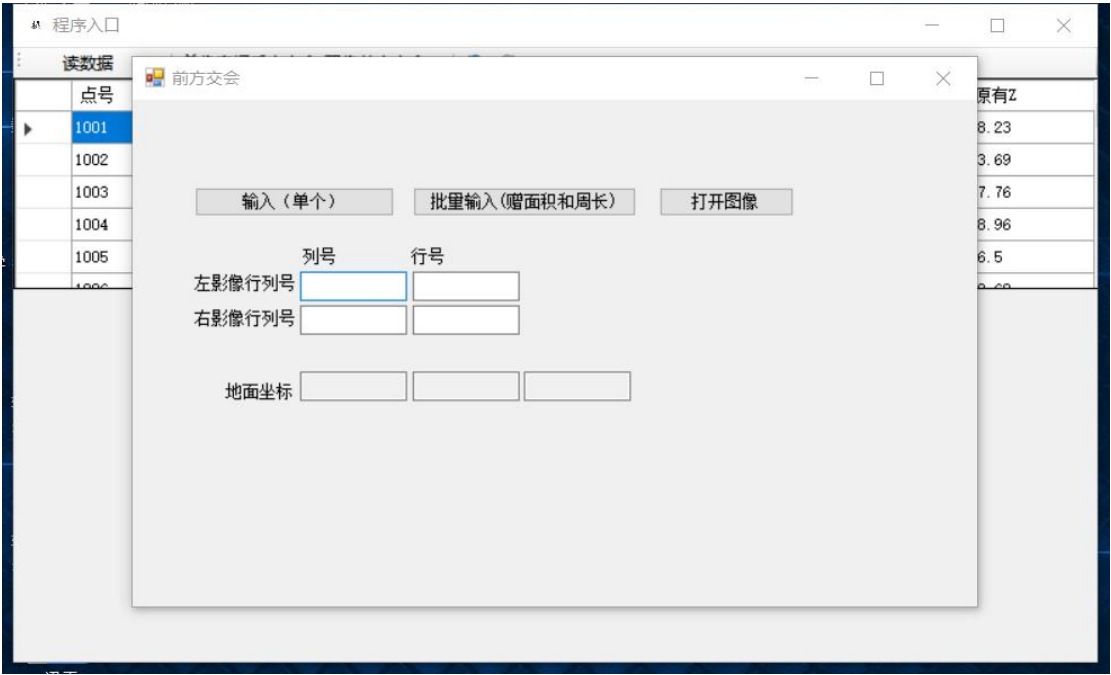 程序入口
读数据
点号 原有Z
1001 8.23
1002 3.69
1003 7.76
1004 8.96
1005 6.5
前方交会
输入（单个） 批里输入(赠面积和周长) 打开图像
列号 行号
左影像行列号
右影像行列号
地面坐标